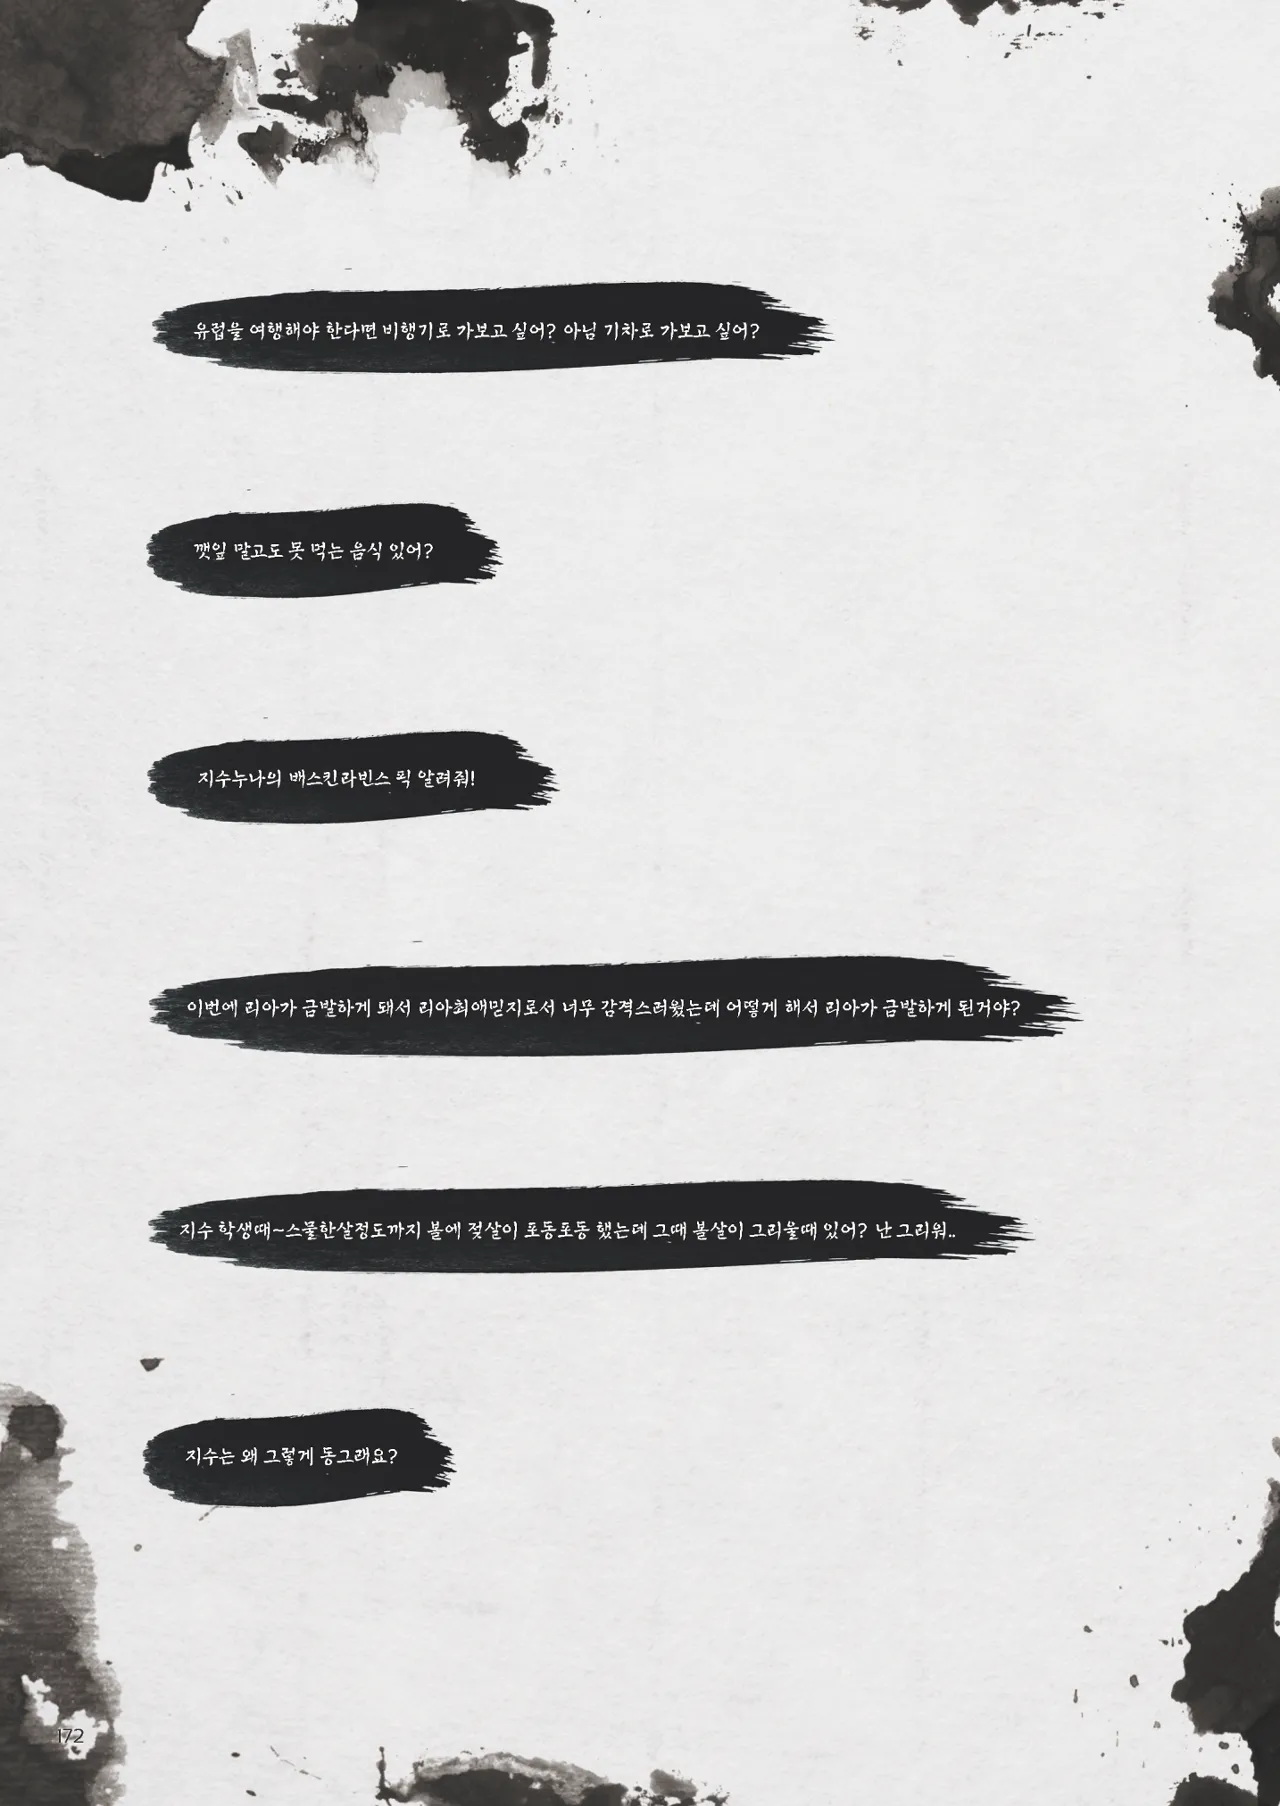 유럽을 여행해야 한다면 비행기로 가보고 싶어? 아님 기차로 가보고 싶어?
깻잎 말고도 못 먹는 음식 있어?
지수누나의 배스킨라빈스 픽 알려줘!
이번에 리아가 금발하게 돼서 리아최애믿지로서 너무 감격스러웠는데 어떻게 해서 리아가 금발하게 된거야?
지수 학생때~스물한살정도까지 볼에 젖살이 포동포동 했는데 그때 볼살이 그리울때 있어? 난 그리워..
지수는 왜 그렇게 동그래요?
172